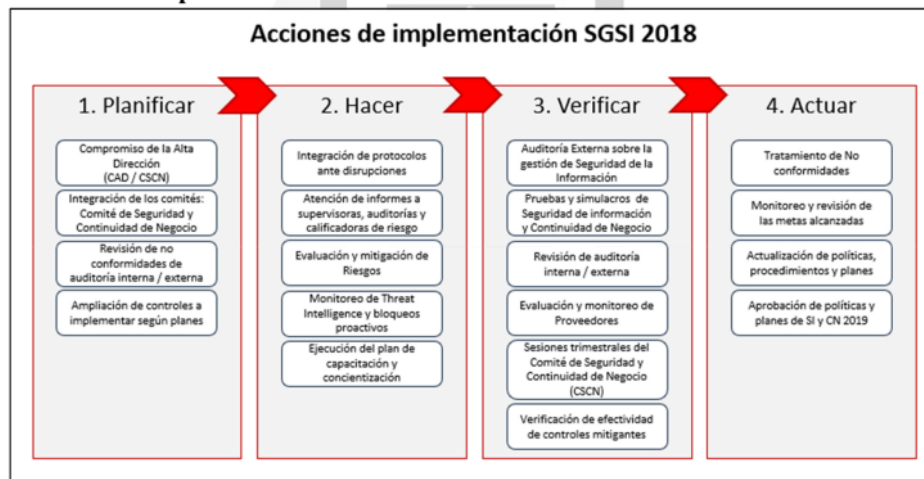 Acciones de implementación SGSI 2018
1. Planificar
Compromiso de la Alta
Dirección
(CAD / CSCN)
Integración de los comités:
Comité de Seguridad y
Continuidad de Negocio
Revisión de no
conformidades de
auditoría interna / externa
Ampliación de controles a
implementar según planes
2. Hacer
Integración de protocolos
ante disrupciones
Atención de informes a
supervisoras, auditorías y
calificadoras de riesgo
Evaluación y mitigación de
Riesgos
Monitoreo de Threat
Intelligence y bloqueos
proactivos
Ejecución del plan de
capacitación y
concientización
3. Verificar
Auditoría Externa sobre la
gestión de Seguridad de la
Información
Pruebas y simulacros de
Seguridad de información
y Continuidad de Negocio
Revisión de auditoría
interna / externa
Evaluación y monitoreo de
Proveedores
Sesiones trimestrales del
Comité de Seguridad y
Continuidad de Negocio
(CSCN)
Verificación de efectividad
de controles mitigantes
4. Actuar
Tratamiento de No
conformidades
Monitoreo y revisión de
las metas alcanzadas
Actualización de políticas,
procedimientos y planes
Aprobación de políticas y
planes de SI y CN 2019